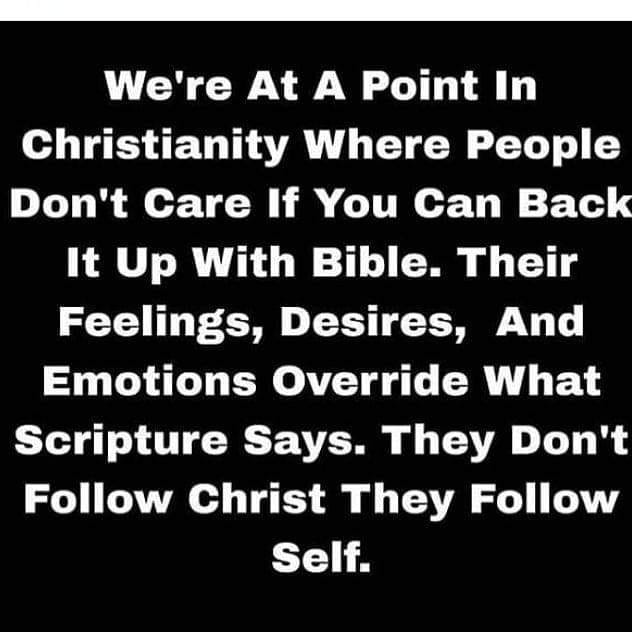 We're At A Point In
Christianity Where People
Don't Care If You Can Back
It Up With Bible. Their
Feelings, Desires,  And
Emotions Override What
Scripture Says. They Don't
Follow Christ They Follow
Self.